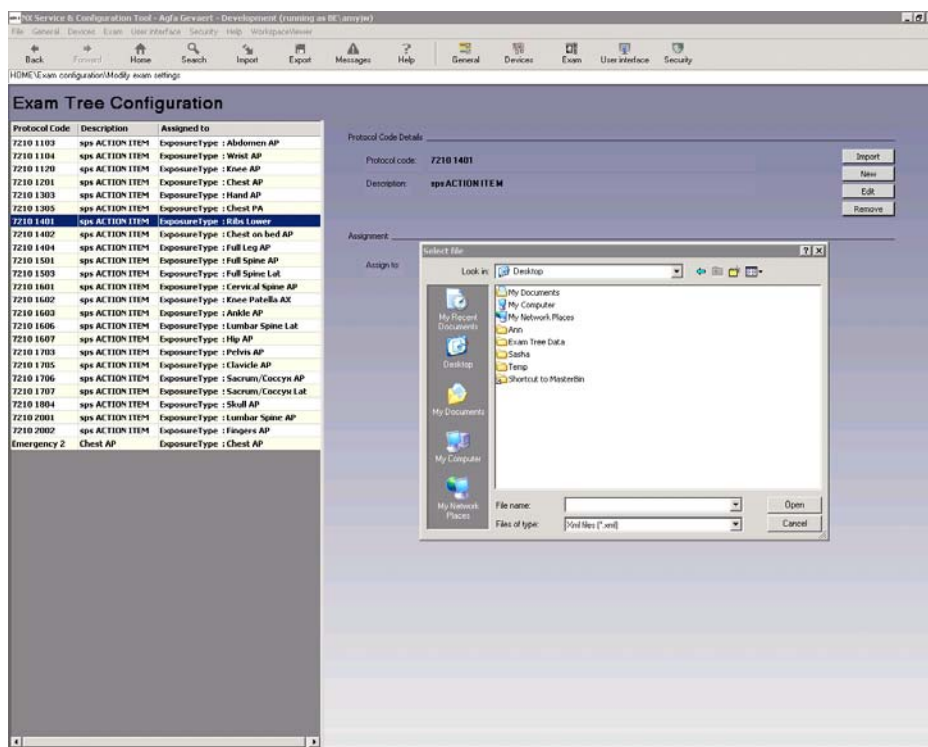 NX Service & Configuration Tool - Agfa Gevaert - Development (running as BE\amyjw)
File General Devices Exam User interface Security Help WorkspaceViewer
Back Forward Home Search Import Export Messages Help General Devices Exam User interface Security
HOME\Exam configuration\Modify exam settings
Exam Tree Configuration
Protocol Code Description Assigned to
7210 1103 sps ACTION ITEM ExposureType : Abdomen AP
7210 1104 sps ACTION ITEM ExposureType : Wrist AP
7210 1120 sps ACTION ITEM ExposureType : Knee AP
7210 1201 sps ACTION ITEM ExposureType : Chest AP
7210 1303 sps ACTION ITEM ExposureType : Hand AP
7210 1305 sps ACTION ITEM ExposureType : Chest PA
7210 1401 sps ACTION ITEM ExposureType : Ribs Lower
7210 1402 sps ACTION ITEM ExposureType : Chest on bed AP
7210 1404 sps ACTION ITEM ExposureType : Full Leg AP
7210 1501 sps ACTION ITEM ExposureType : Full Spine AP
7210 1503 sps ACTION ITEM ExposureType : Full Spine Lat
7210 1601 sps ACTION ITEM ExposureType : Cervical Spine AP
7210 1602 sps ACTION ITEM ExposureType : Knee Patella AX
7210 1603 sps ACTION ITEM ExposureType : Ankle AP
7210 1606 sps ACTION ITEM ExposureType : Lumbar Spine Lat
7210 1607 sps ACTION ITEM ExposureType : Hip AP
7210 1703 sps ACTION ITEM ExposureType : Pelvis AP
7210 1705 sps ACTION ITEM ExposureType : Clavicle AP
7210 1706 sps ACTION ITEM ExposureType : Sacrum/Coccyx AP
7210 1707 sps ACTION ITEM ExposureType : Sacrum/Coccyx Lat
7210 1804 sps ACTION ITEM ExposureType : Skull AP
7210 2001 sps ACTION ITEM ExposureType : Lumbar Spine AP
7210 2002 sps ACTION ITEM ExposureType : Fingers AP
Emergency 2 Chest AP ExposureType : Chest AP
Protocol Code Details
Protocol code: 7210 1401
Description: sps ACTION ITEM
Import
New
Edit
Remove
Assignment
Assign to
Select file
Look in: Desktop
My Recent Documents
Desktop
My Documents
My Computer
My Network Places
My Documents
My Computer
My Network Places
Ann
Exam Tree Data
Sasha
Temp
Shortcut to MasterBin
File name: Open
Files of type: Xml files (*.xml) Cancel